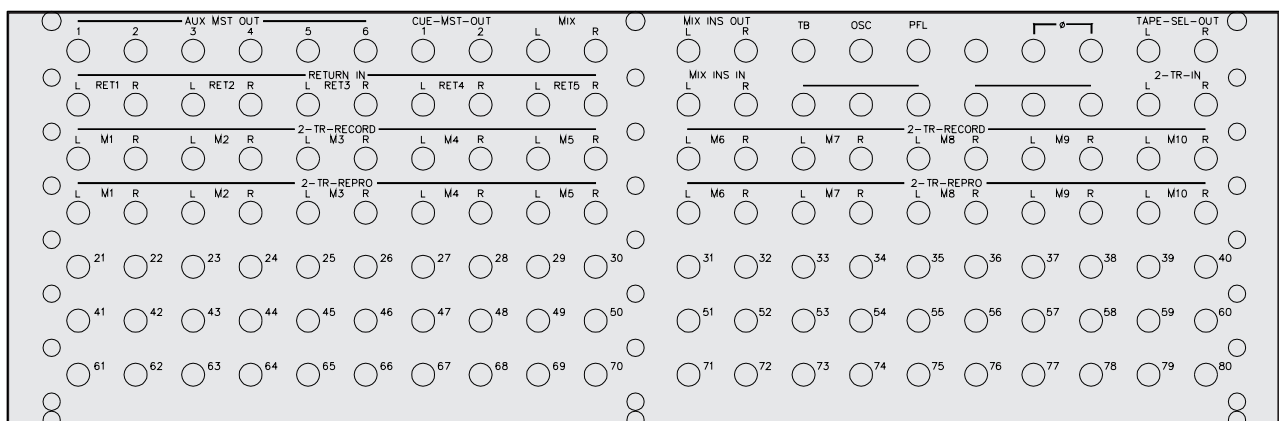 AUX MST OUT CUE-MST-OUT MIX MIX INS OUT TB OSC PFL ø TAPE-SEL-OUT
1 2 3 4 5 6 1 2 L R L R L R
RETURN IN MIX INS IN 2-TR-IN
L RET1 R L RET2 R L RET3 R L RET4 R L RET5 R L R L R
2-TR-RECORD 2-TR-RECORD
L M1 R L M2 R L M3 R L M4 R L M5 R L M6 R L M7 R L M8 R L M9 R L M10 R
2-TR-REPRO 2-TR-REPRO
L M1 R L M2 R L M3 R L M4 R L M5 R L M6 R L M7 R L M8 R L M9 R L M10 R
21 22 23 24 25 26 27 28 29 30 31 32 33 34 35 36 37 38 39 40
41 42 43 44 45 46 47 48 49 50 51 52 53 54 55 56 57 58 59 60
61 62 63 64 65 66 67 68 69 70 71 72 73 74 75 76 77 78 79 80